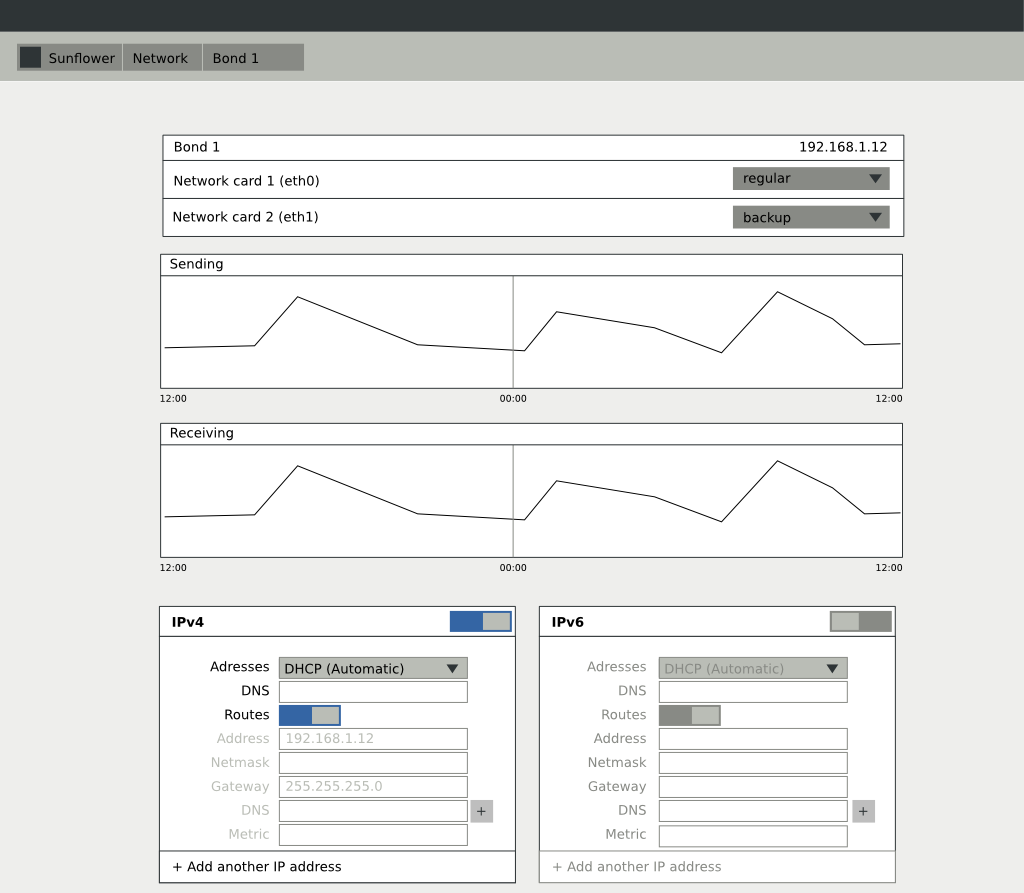 Sunflower Network Bond 1
Bond 1 192.168.1.12
Network card 1 (eth0) regular
Network card 2 (eth1) backup
Sending
12:00 00:00 12:00
Receiving
12:00 00:00 12:00
IPv4
Adresses DHCP (Automatic)
DNS
Routes
Address 192.168.1.12
Netmask
Gateway 255.255.255.0
DNS +
Metric
+ Add another IP address
IPv6
Adresses DHCP (Automatic)
DNS
Routes
Address
Netmask
Gateway
DNS +
Metric
+ Add another IP address